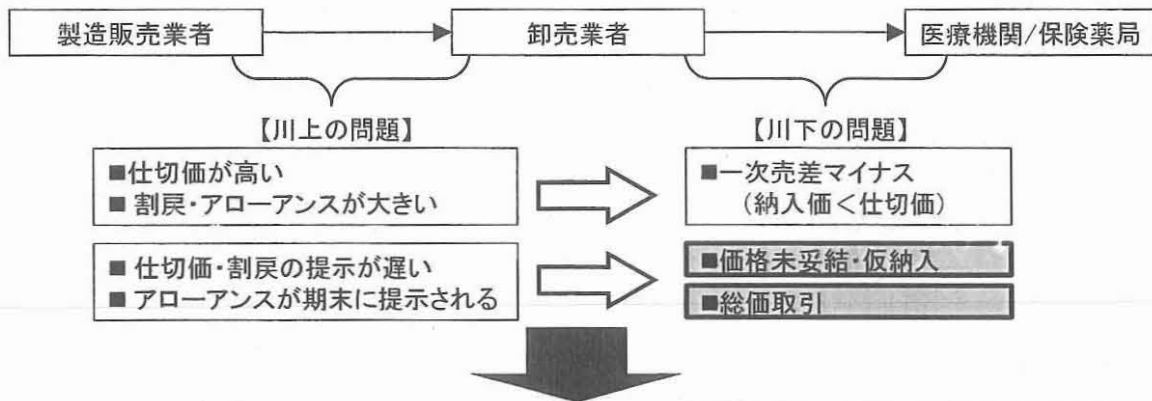 製造販売業者
卸売業者
医療機関/保険薬局
【川上の問題】
■仕切価が高い
■ 割戻・アローアンスが大きい
■ 仕切価・割戻の提示が遅い
■ アローアンスが期末に提示される
【川下の問題】
■一次売差マイナス
(納入価<仕切価)
■価格未妥結・仮納入
■総価取引